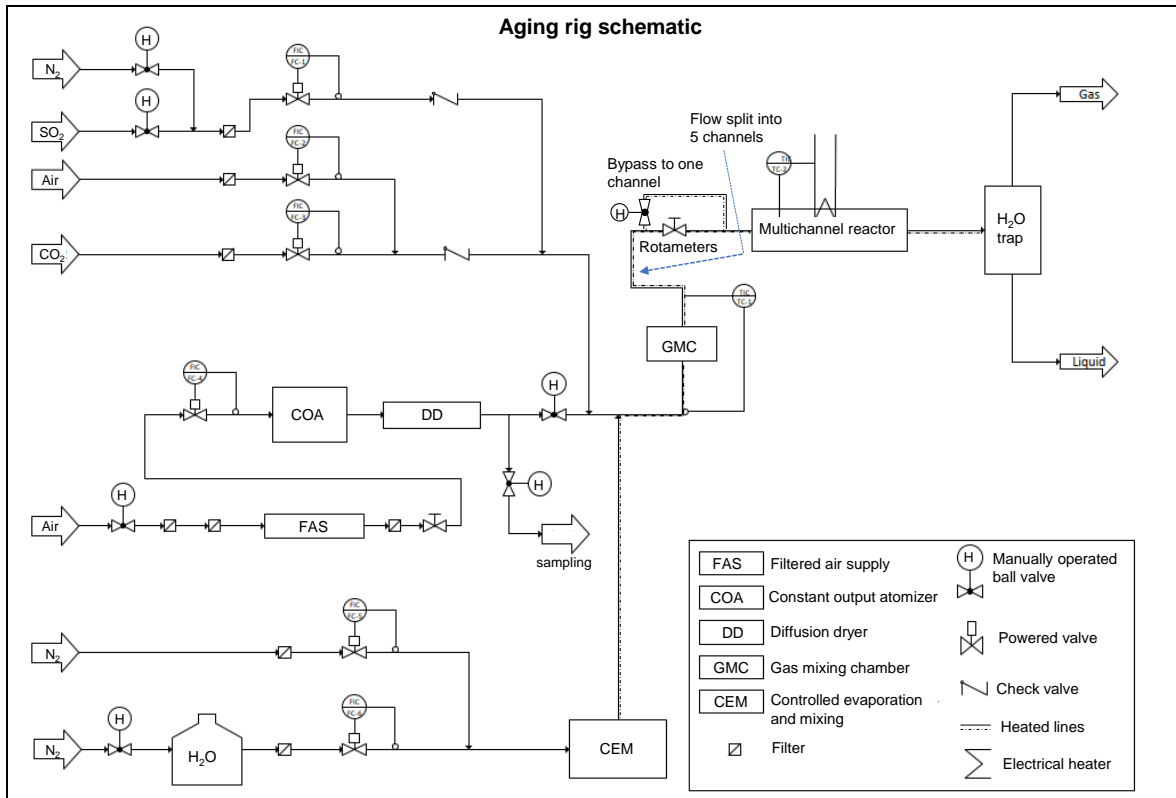 Aging rig schematic
N2
H
FIC
FC-1
H
SO2
Air
FIC
FC-2
CO2
FIC
FC-3
Flow split into
5 channels
Bypass to one
channel
H
Rotameters
TIC
TC-2
Multichannel reactor
Gas
H2O
trap
Liquid
TIC
TC-1
GMC
FIC
FC-4
COA
DD
H
H
sampling
Air
H
FAS
N2
FIC
FC-5
N2
H
H2O
FIC
FC-6
CEM
FAS Filtered air supply
COA Constant output atomizer
DD Diffusion dryer
GMC Gas mixing chamber
CEM Controlled evaporation
and mixing
Filter
H Manually operated
ball valve
Powered valve
Check valve
Heated lines
Electrical heater